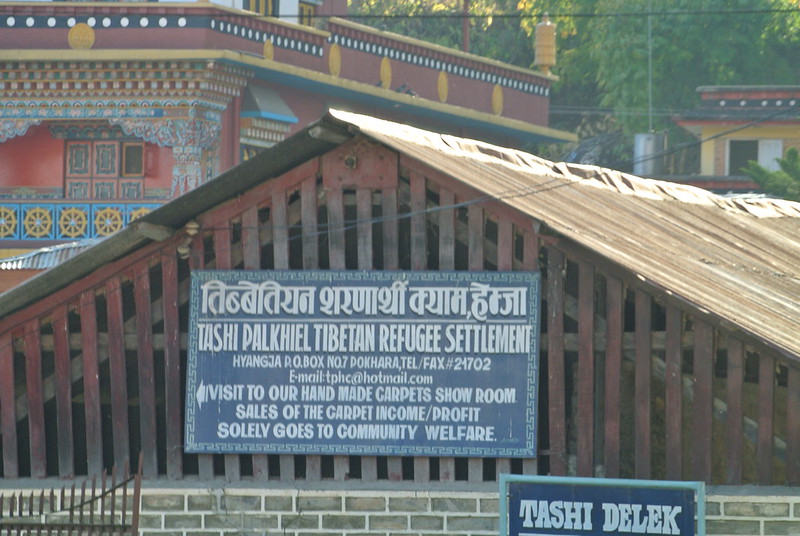 तिब्बेतियन शरणार्थी क्याम्प,हेम्जा
TASHI PALKHIEL TIBETAN REFUGEE SETTLEMENT
HYANGJA P.O.BOX NO.7 POKHARA,TEL/FAX#21702
E-mail:tphc@hotmail.com
VISIT TO OUR HAND MADE CARPETS SHOW ROOM
SALES OF THE CARPET INCOME/PROFIT
SOLELY GOES TO COMMUNITY WELFARE.
TASHI DELEK